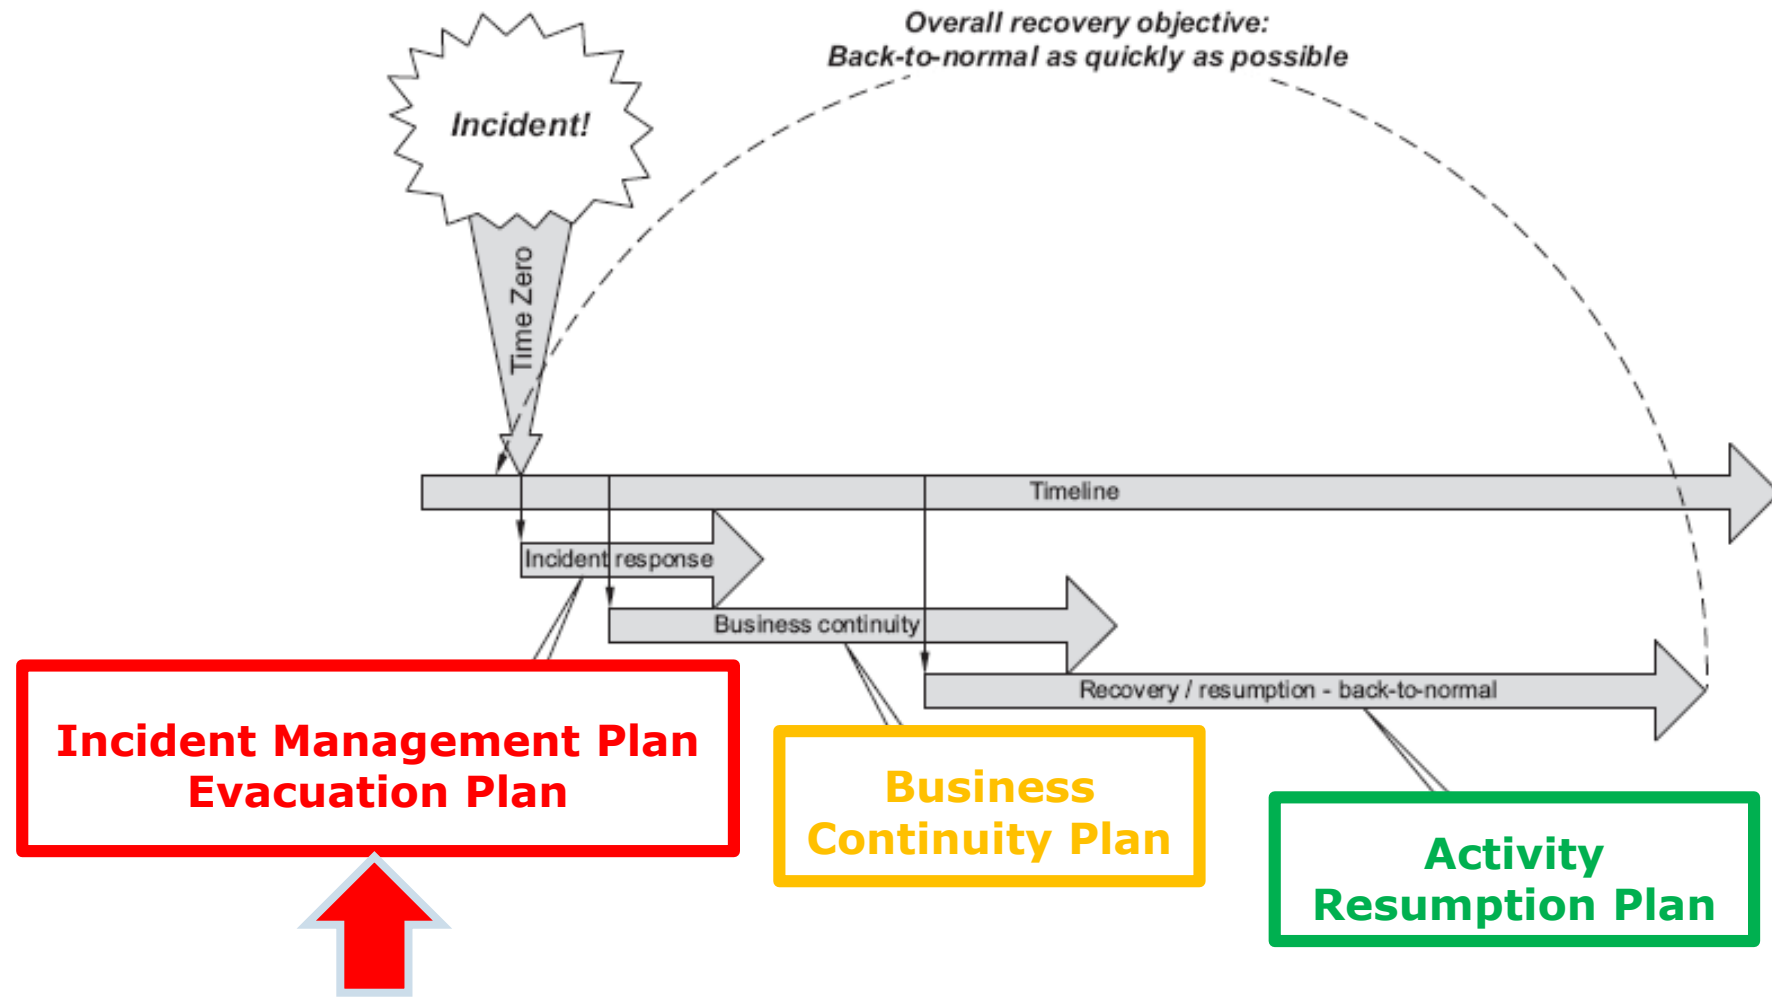 Overall recovery objective:
Back-to-normal as quickly as possible
Incident!
Time Zero
Timeline
Incident response
Business continuity
Recovery / resumption - back-to-normal
Incident Management Plan
Evacuation Plan
Business
Continuity Plan
Activity
Resumption Plan